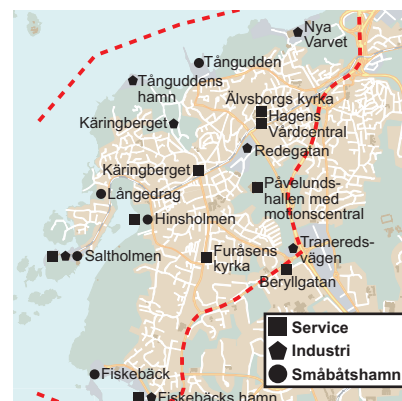 Nya
Varvet
Tångudden
Tånguddens
hamn
Älvsborgs kyrka
Hagens
Vårdcentral
Käringberget
Redegatan
Käringberget
Påvelunds-
hallen med
motionscentral
Långedrag
Hinsholmen
Tranereds-
vägen
Furåsens
kyrka
Saltholmen
Beryllgatan
Service
Industri
Småbåtshamn
Fiskebäck
Fiskebäcks hamn